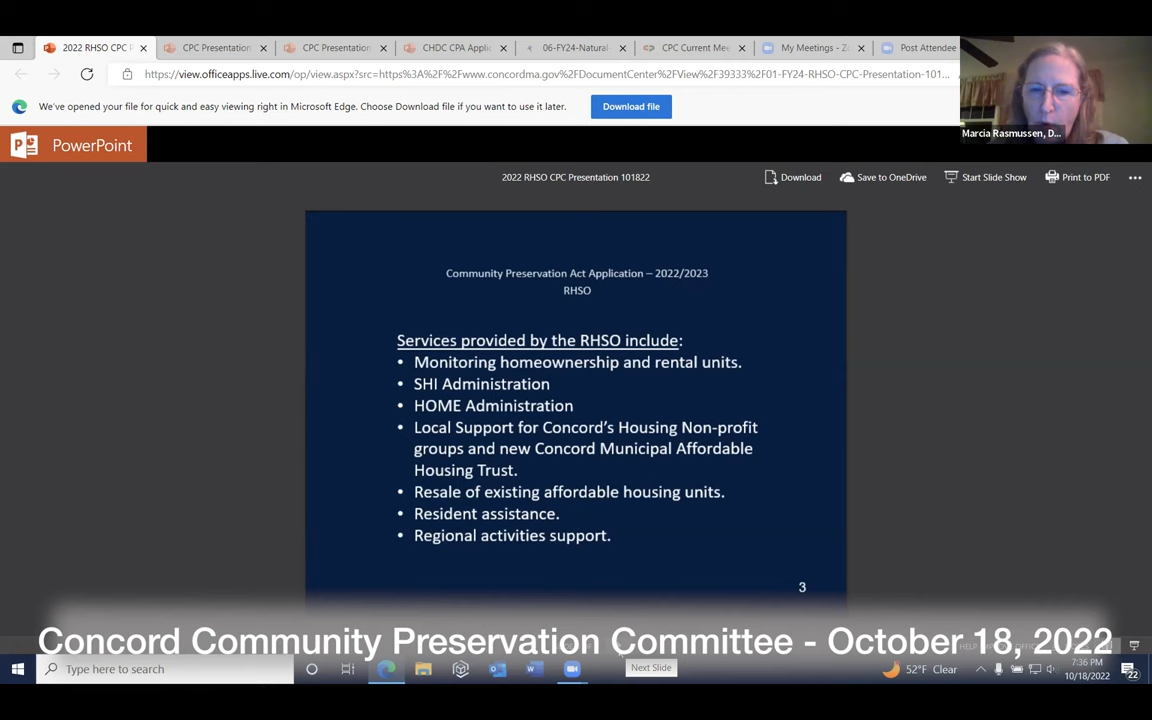 2022 RHSO CPC P
CPC Presentation
CPC Presentation
CHDC CPA Applic
06-FY24-Natural-
CPC Current Mee
My Meetings - Zo
Post Attendee
https://view.officeapps.live.com/op/view.aspx?src=https%3A%2F%2Fwww.concordma.gov%2FDocumentCenter%2FView%2F39333%2F01-FY24-RHSO-CPC-Presentation-101...
We've opened your file for quick and easy viewing right in Microsoft Edge. Choose Download file if you want to use it later.
Download file
Marcia Rasmussen, D...
PowerPoint
2022 RHSO CPC Presentation 101822
Download
Save to OneDrive
Start Slide Show
Print to PDF
Community Preservation Act Application – 2022/2023
RHSO
Services provided by the RHSO include:
• Monitoring homeownership and rental units.
• SHI Administration
• HOME Administration
• Local Support for Concord's Housing Non-profit
groups and new Concord Municipal Affordable
Housing Trust.
• Resale of existing affordable housing units.
• Resident assistance.
• Regional activities support.
3
Concord Community Preservation Committee - October 18, 2022
Type here to search
Next Slide
52°F Clear
7:36 PM
10/18/2022
22